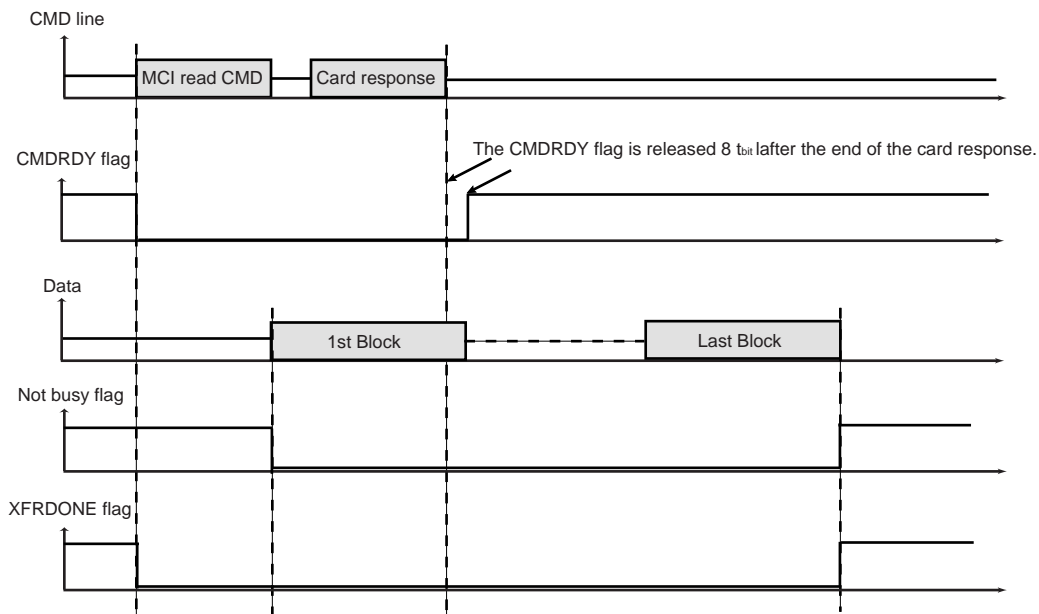 CMD line
MCI read CMD
Card response
CMDRDY flag
The CMDRDY flag is released 8 tbit lafter the end of the card response.
Data
1st Block
Last Block
Not busy flag
XFRDONE flag